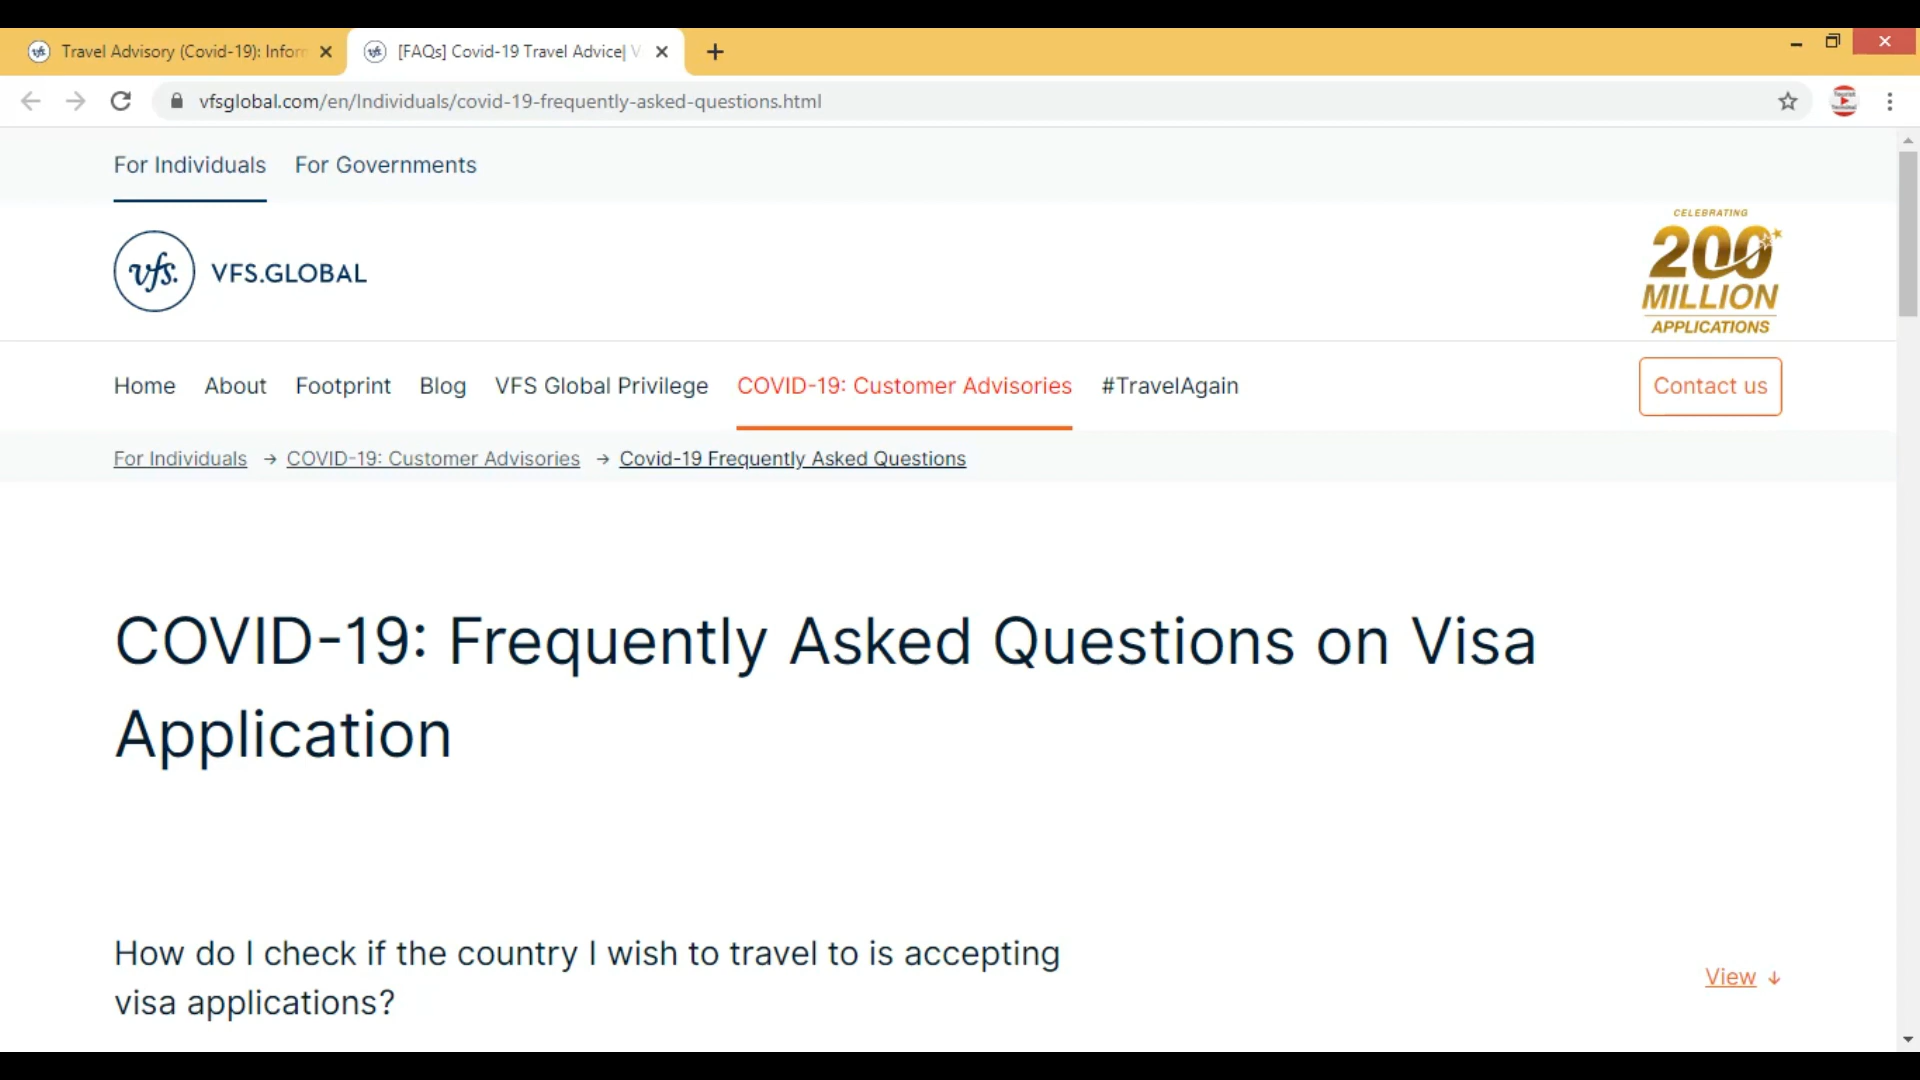 Travel Advisory (Covid-19): Inform
[FAQs] Covid-19 Travel Advice| V
vfsglobal.com/en/Individuals/covid-19-frequently-asked-questions.html
For Individuals For Governments
vfs. VFS.GLOBAL
CELEBRATING
200
MILLION
APPLICATIONS
Home About Footprint Blog VFS Global Privilege COVID-19: Customer Advisories #TravelAgain
Contact us
For Individuals → COVID-19: Customer Advisories → Covid-19 Frequently Asked Questions
COVID-19: Frequently Asked Questions on Visa
Application
How do I check if the country I wish to travel to is accepting
visa applications?
View ↓